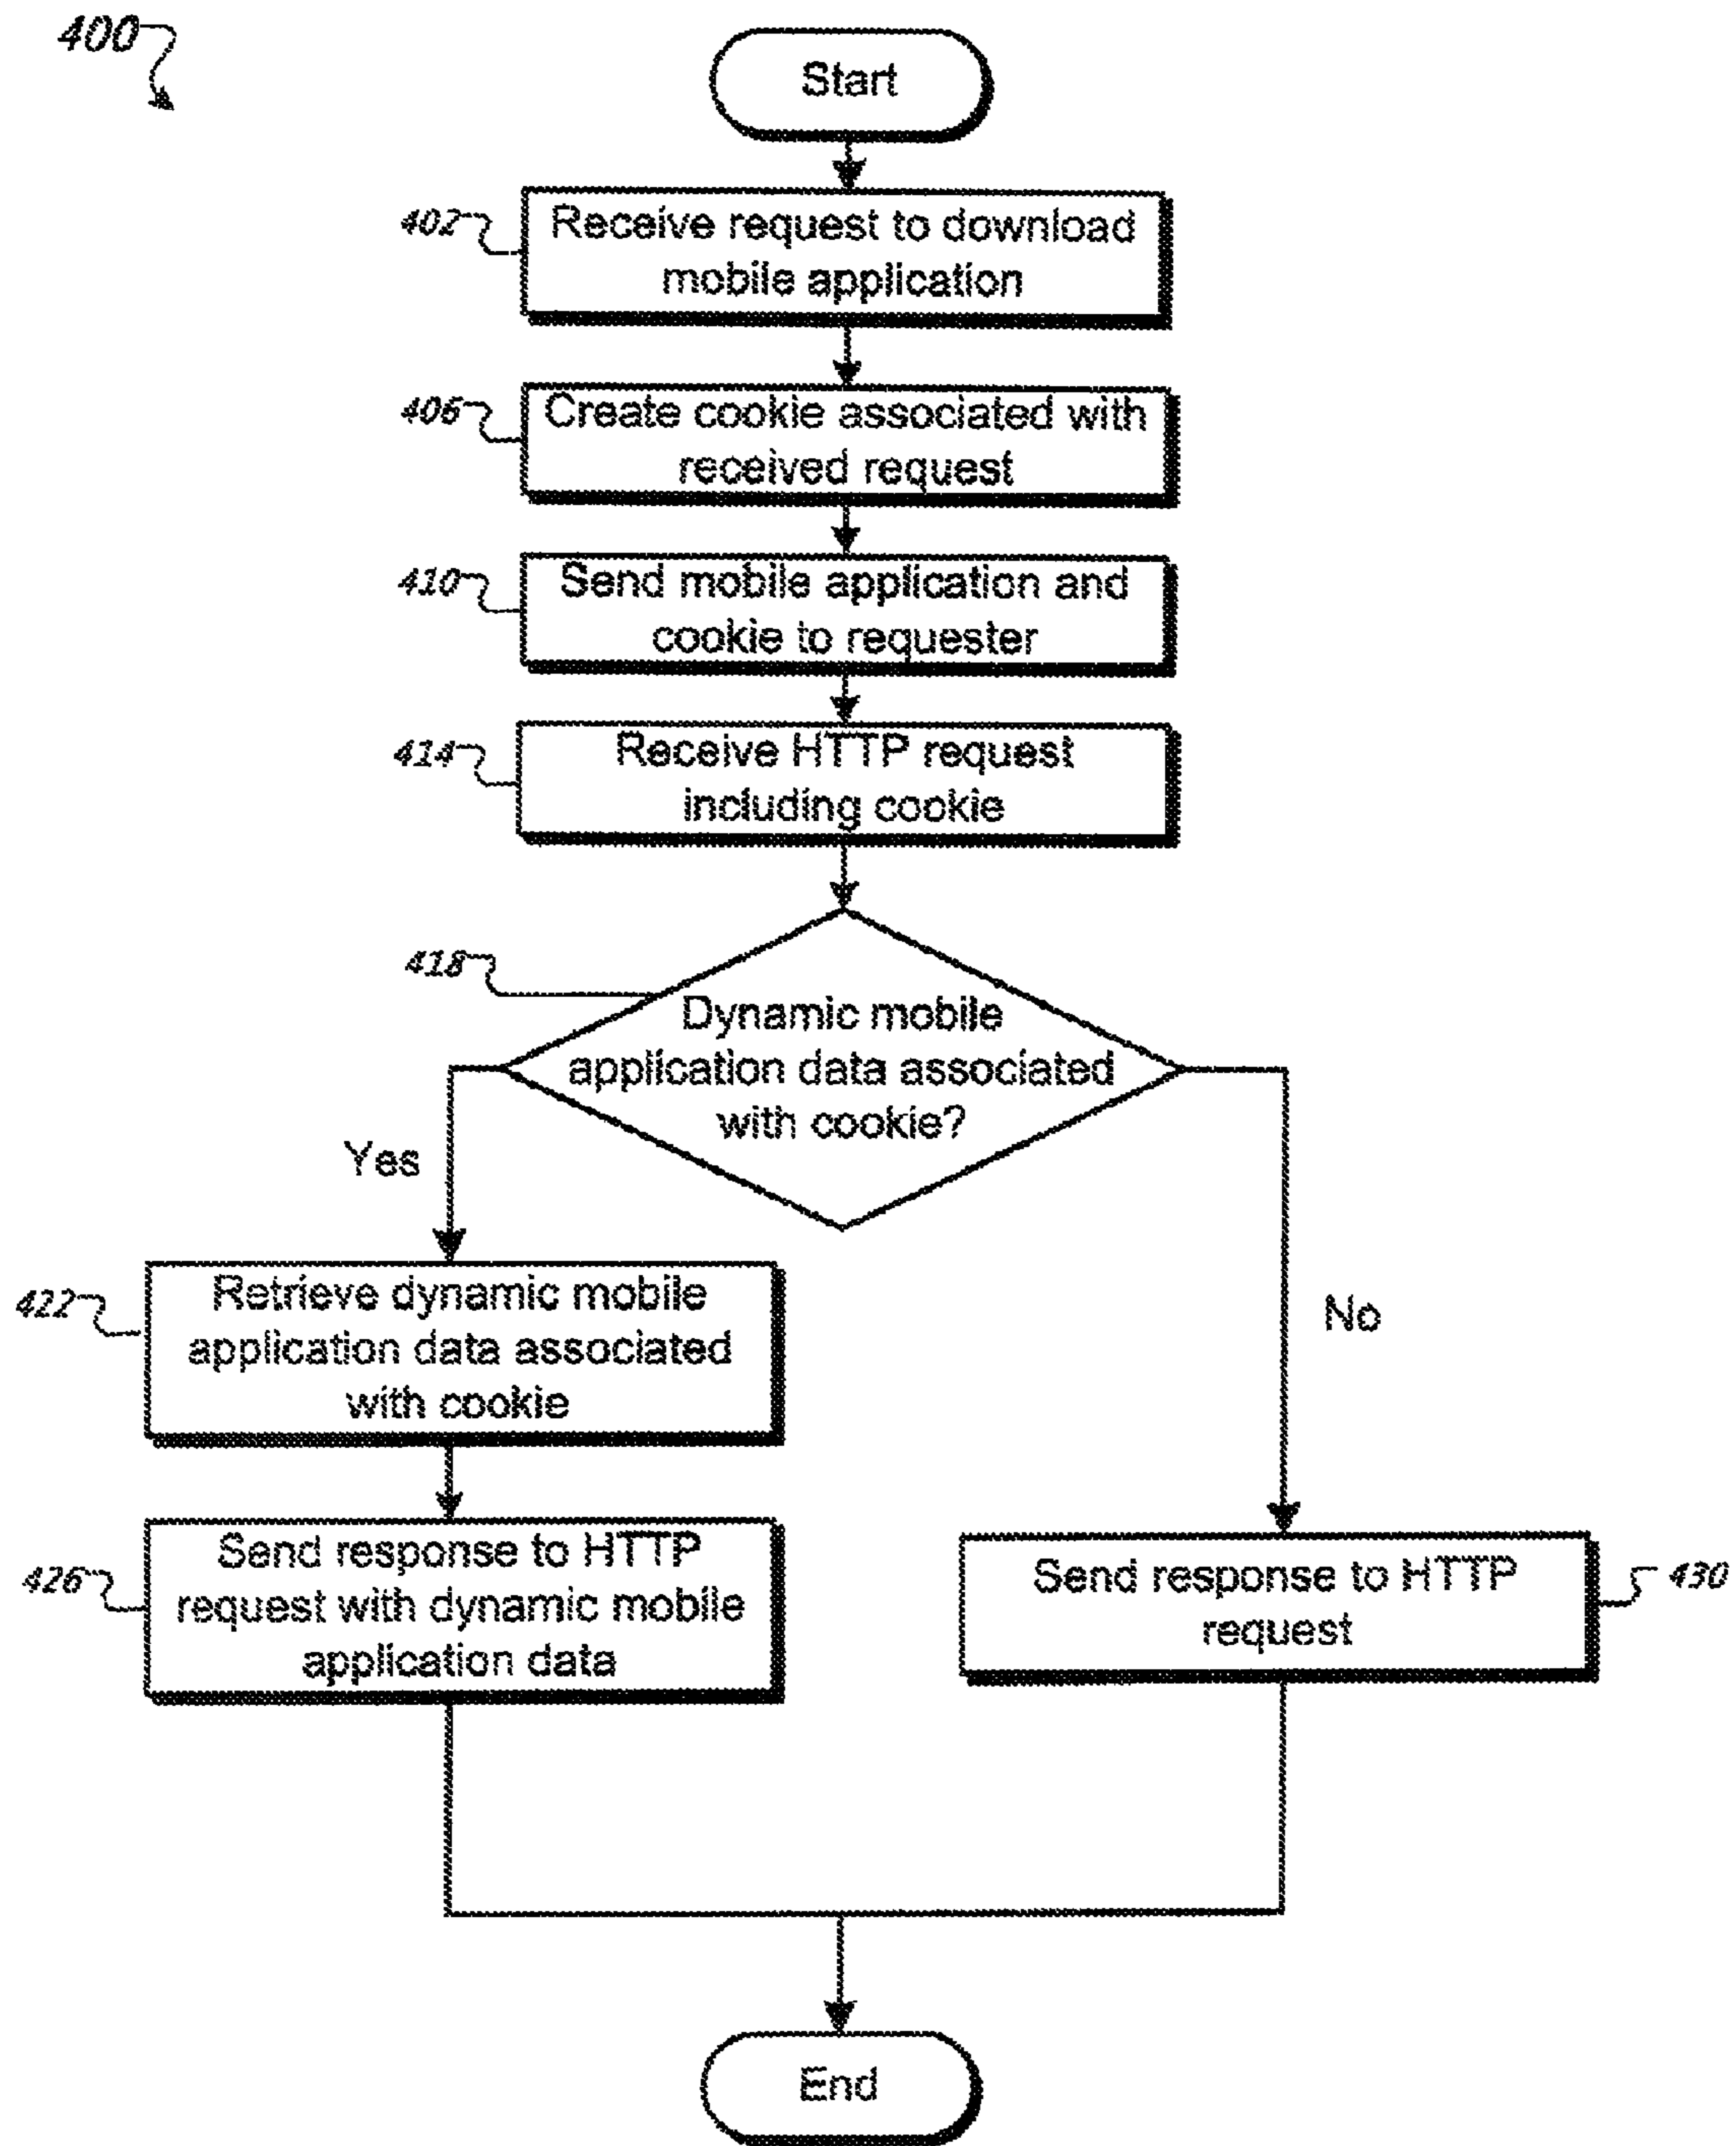 400
Start
402
Receive request to download
mobile application
406
Create cookie associated with
received request
410
Send mobile application and
cookie to requester
414
Receive HTTP request
including cookie
418
Dynamic mobile
application data associated
with cookie?
Yes
No
422
Retrieve dynamic mobile
application data associated
with cookie
426
Send response to HTTP
request with dynamic mobile
application data
Send response to HTTP
request
430
End